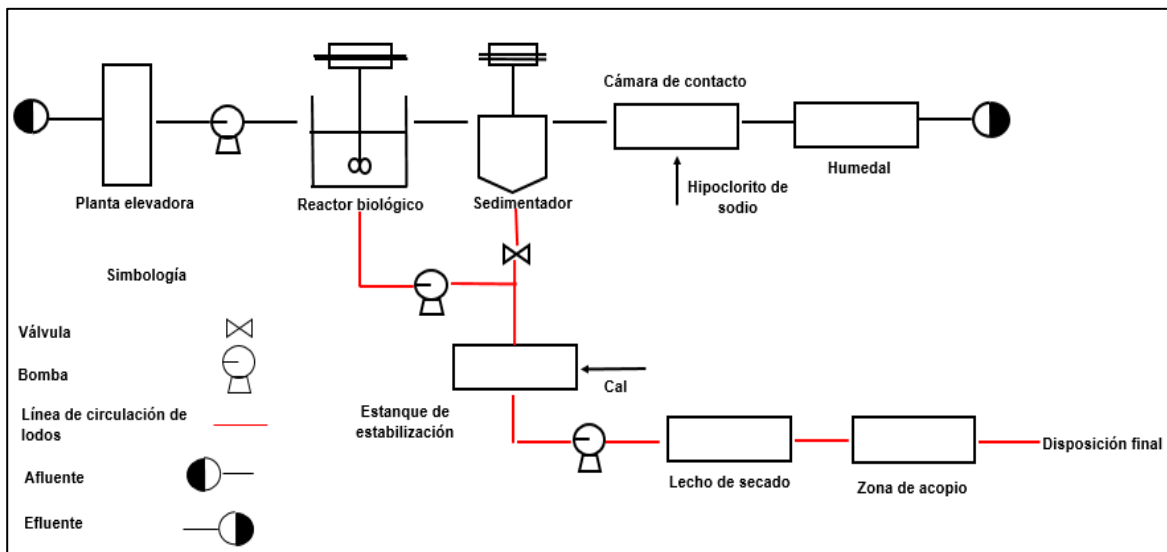 Cámara de contacto
Planta elevadora
Reactor biológico
Sedimentador
Hipoclorito de
sodio
Humedal
Simbología
Válvula
Bomba
Línea de circulación de
lodos
Afluente
Efluente
Cal
Estanque de
estabilización
Lecho de secado
Zona de acopio
Disposición final